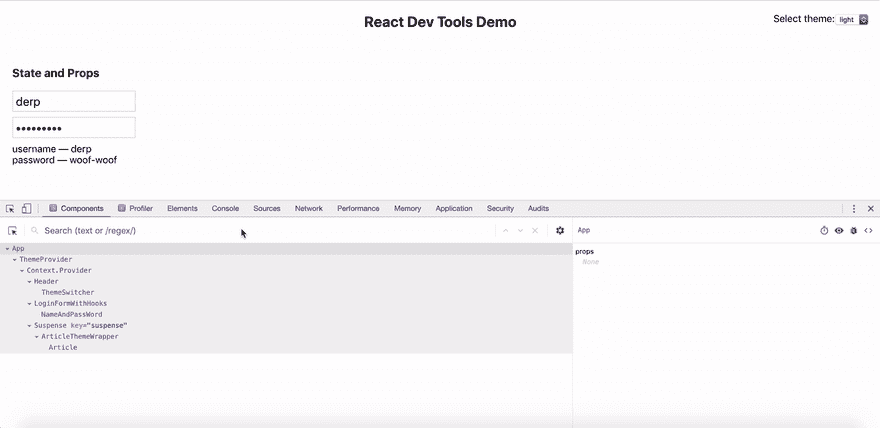 React Dev Tools Demo
Select theme: light
State and Props
derp
•••••••••
username — derp
password — woof-woof
Components Profiler Elements Console Sources Network Performance Memory Application Security Audits
Search (text or /regex/)
App
App
ThemeProvider
Context.Provider
Header
ThemeSwitcher
LoginFormWithHooks
NameAndPassWord
Suspense key="suspense"
ArticleThemeWrapper
Article
props
None